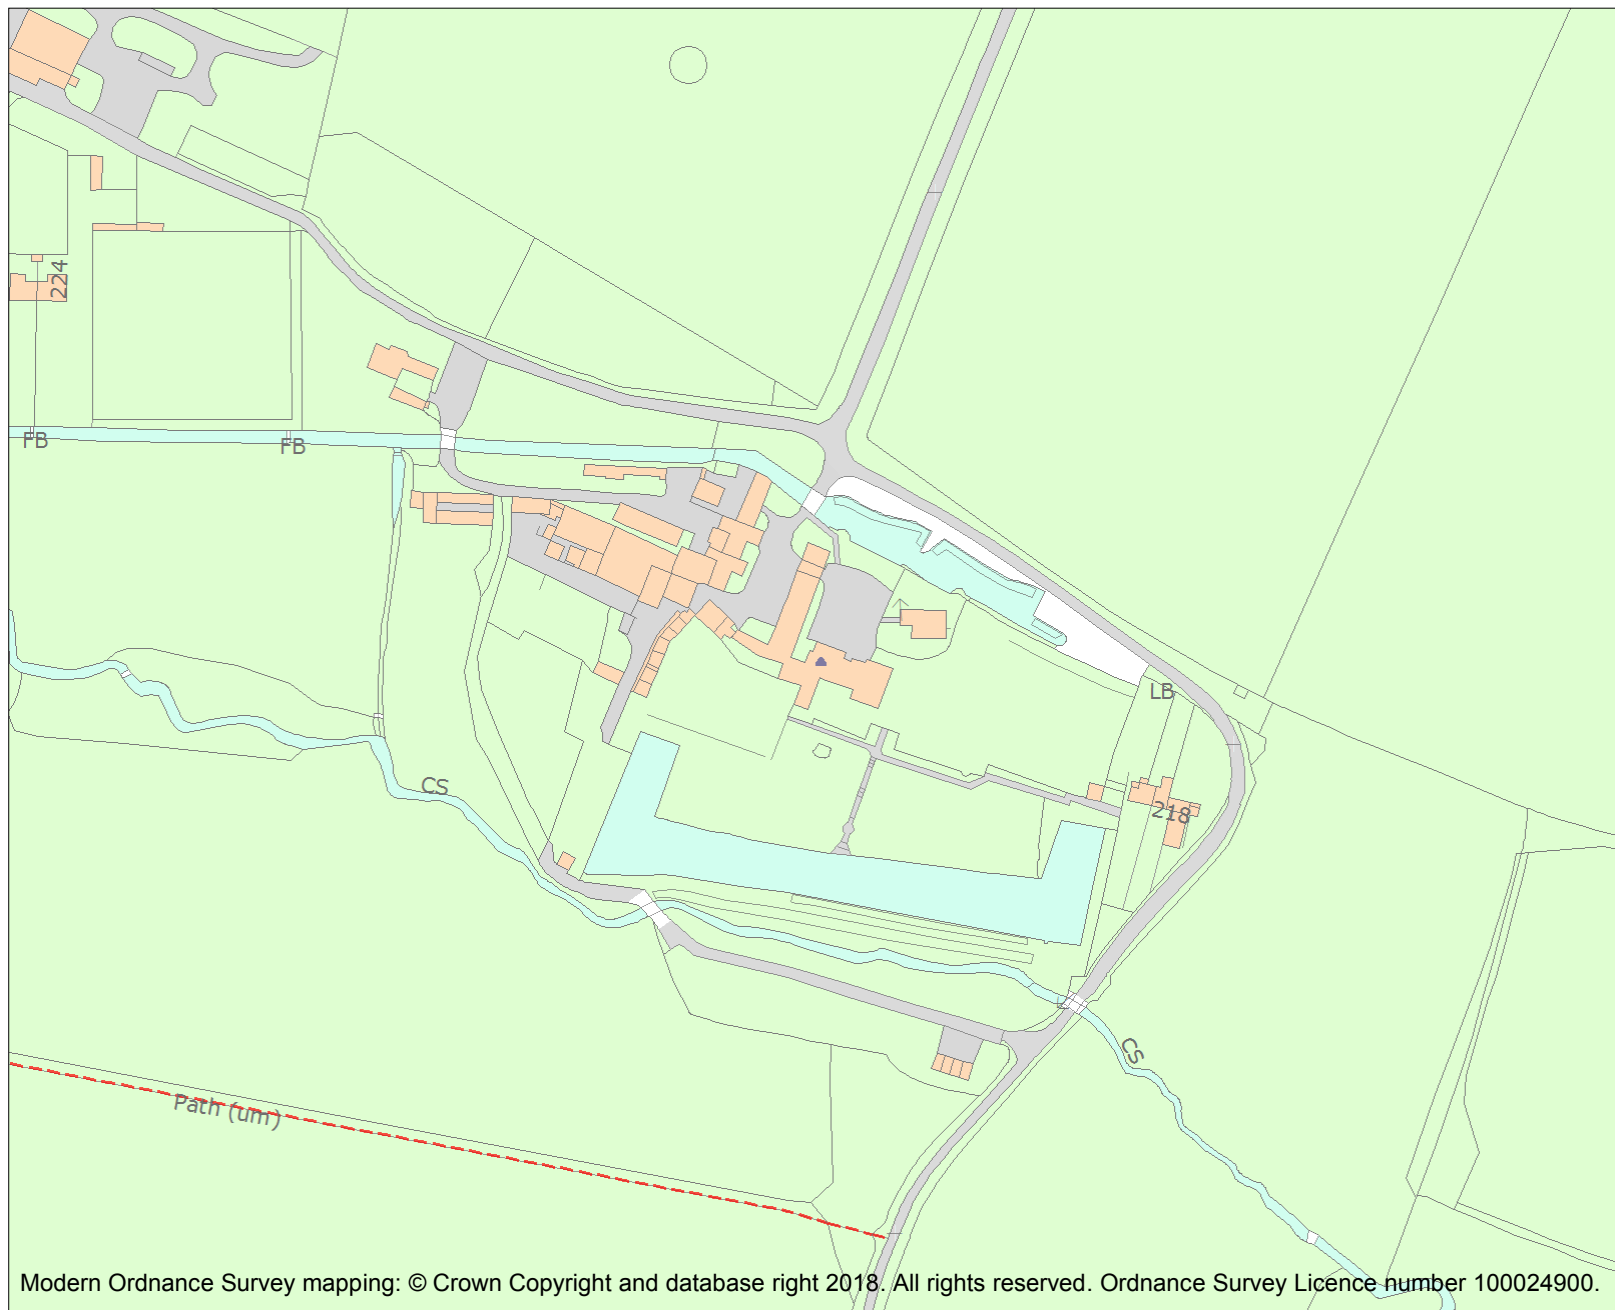 224
FB
FB
LB
CS
218
CS
Path (um)
Modern Ordnance Survey mapping: © Crown Copyright and database right 2018. All rights reserved. Ordnance Survey Licence number 100024900.